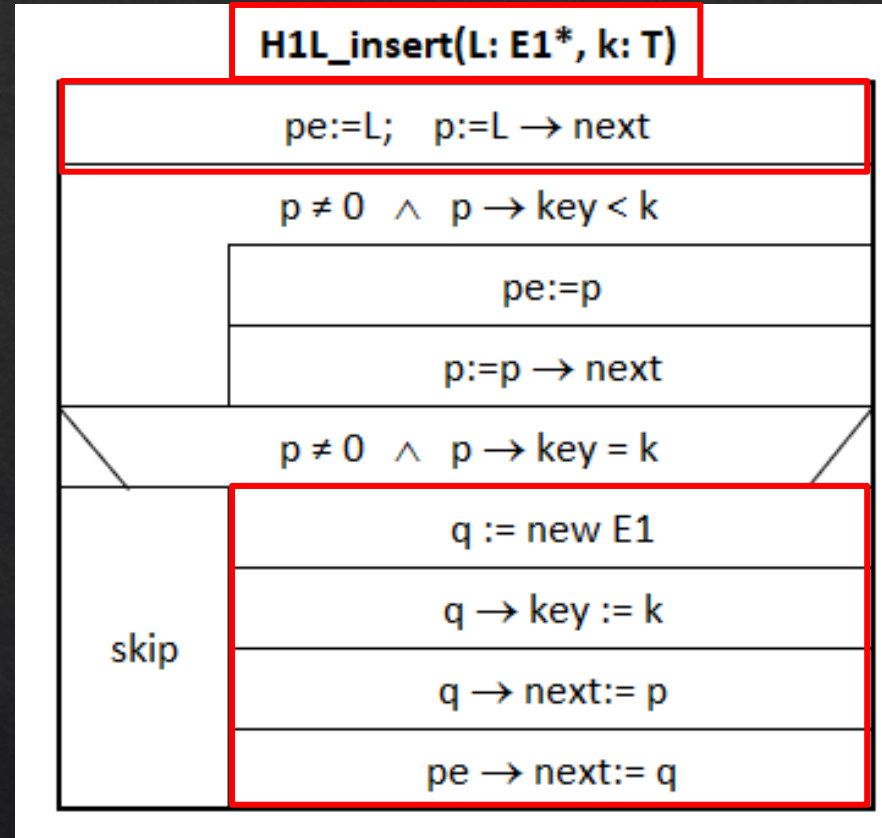 H1L_insert(L: E1*, k: T)
pe:=L; p:=L → next
p ≠ 0 ∧ p → key < k
pe:=p
p:=p → next
p ≠ 0 ∧ p → key = k
skip
q := new E1
q → key := k
q → next:= p
pe → next:= q